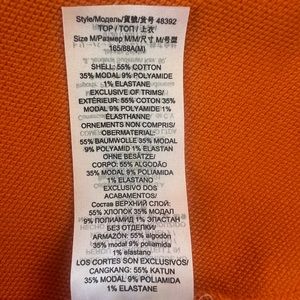 Style/Модель/貨號/货号 48392
TOP / ТОП / 上衣
Size M/Размер M/M/尺寸 M/号型
165/88A(M)
SHELL: 55% COTTON
35% MODAL 9% POLYAMIDE
1% ELASTANE
EXCLUSIVE OF TRIMS/
EXTÉRIEUR: 55% COTON 35%
MODAL 9% POLYAMIDE 1%
ÉLASTHANNE
ORNEMENTS NON COMPRIS/
OBERMATERIAL:
55% BAUMWOLLE 35% MODAL
9% POLYAMID 1% ELASTAN
OHNE BESÄTZE/
CORPO: 55% ALGODÃO
35% MODAL 9% POLIAMIDA
1% ELASTANO
EXCLUSIVO DOS
ACABAMENTOS/
Состав ВЕРХНИЙ СЛОЙ:
55% ХЛОПОК 35% МОДАЛ
9% ПОЛИАМИД 1% ЭЛАСТАН
БЕЗ ОТДЕЛКИ/
ARMAZÓN: 55% algodón
35% modal 9% poliamida
1% elastano
LOS CORTES SON EXCLUSIVOS/
CANGKANG: 55% KATUN
35% MODAL 9% POLIAMIDA
1% ELASTANE